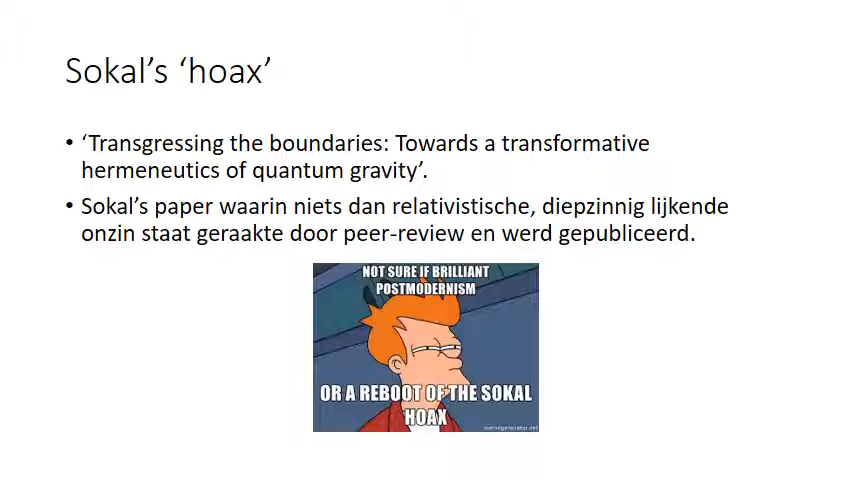 Sokal’s ‘hoax’
• ‘Transgressing the boundaries: Towards a transformative
hermeneutics of quantum gravity’.
• Sokal’s paper waarin niets dan relativistische, diepzinnig lijkende
onzin staat geraakte door peer-review en werd gepubliceerd.
NOT SURE IF BRILLIANT
POSTMODERNISM
OR A REBOOT OF THE SOKAL
HOAX
memegenerator.net